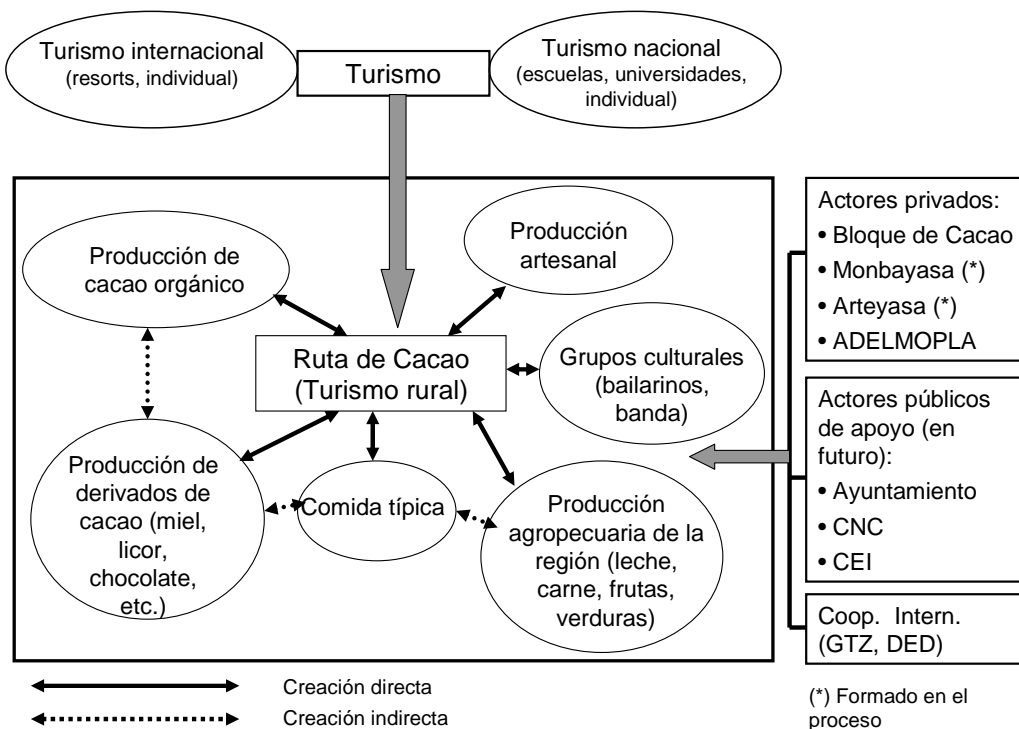 Turismo internacional
(resorts, individual)
Turismo
Turismo nacional
(escuelas, universidades,
individual)
Producción de
cacao orgánico
Producción
artesanal
Ruta de Cacao
(Turismo rural)
Grupos culturales
(bailarinos,
banda)
Producción de
derivados de
cacao (miel,
licor,
chocolate,
etc.)
Comida típica
Producción
agropecuaria de la
región (leche,
carne, frutas,
verduras)
Actores privados:
• Bloque de Cacao
• Monbayasa (*)
• Arteyasa (*)
• ADELMOPLA
Actores públicos
de apoyo (en
futuro):
• Ayuntamiento
• CNC
• CEI
Coop. Intern.
(GTZ, DED)
(*) Formado en el
proceso
Creación directa
Creación indirecta